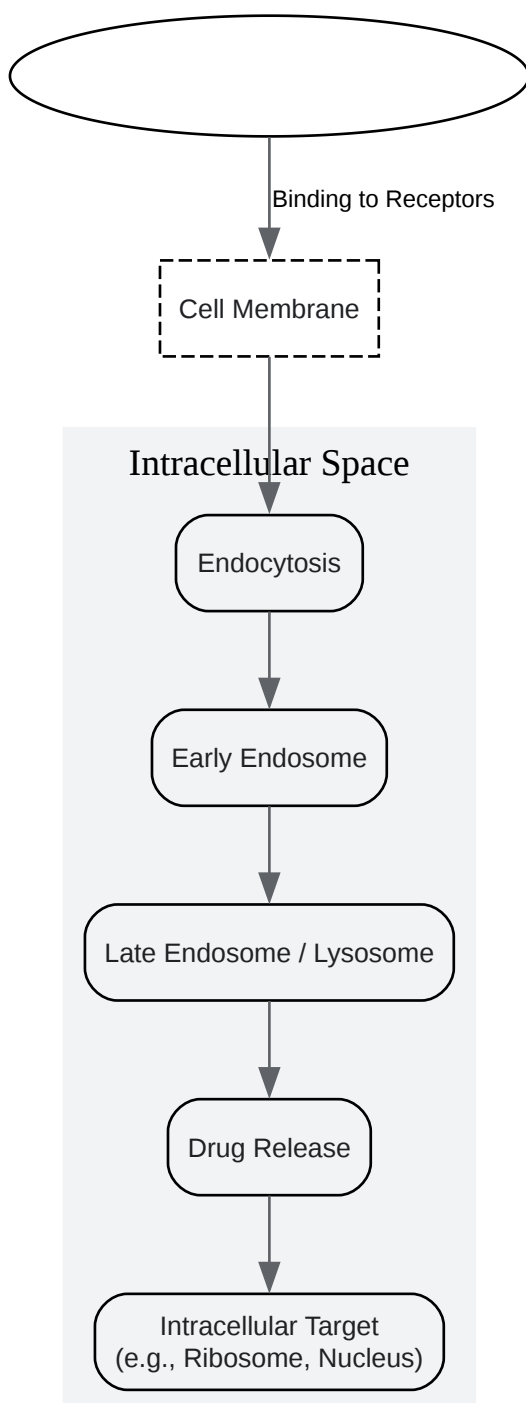 Binding to Receptors
Cell Membrane
Intracellular Space
Endocytosis
Early Endosome
Late Endosome / Lysosome
Drug Release
Intracellular Target
(e.g., Ribosome, Nucleus)